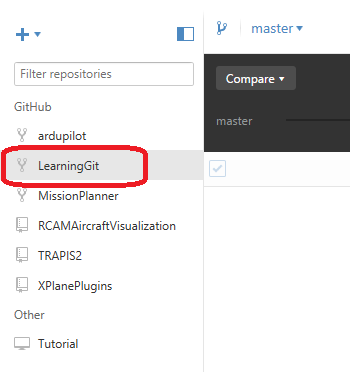 master
Filter repositories
Compare
GitHub
master
ardupilot
LearningGit
MissionPlanner
RCAMAircraftVisualization
TRAPIS2
XPlanePlugins
Other
Tutorial